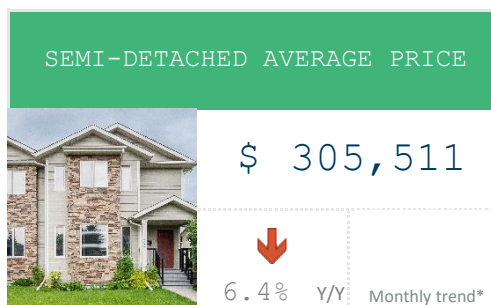 SEMI-DETACHED AVERAGE PRICE
$ 305,511
6.4% Y/Y
Monthly trend*